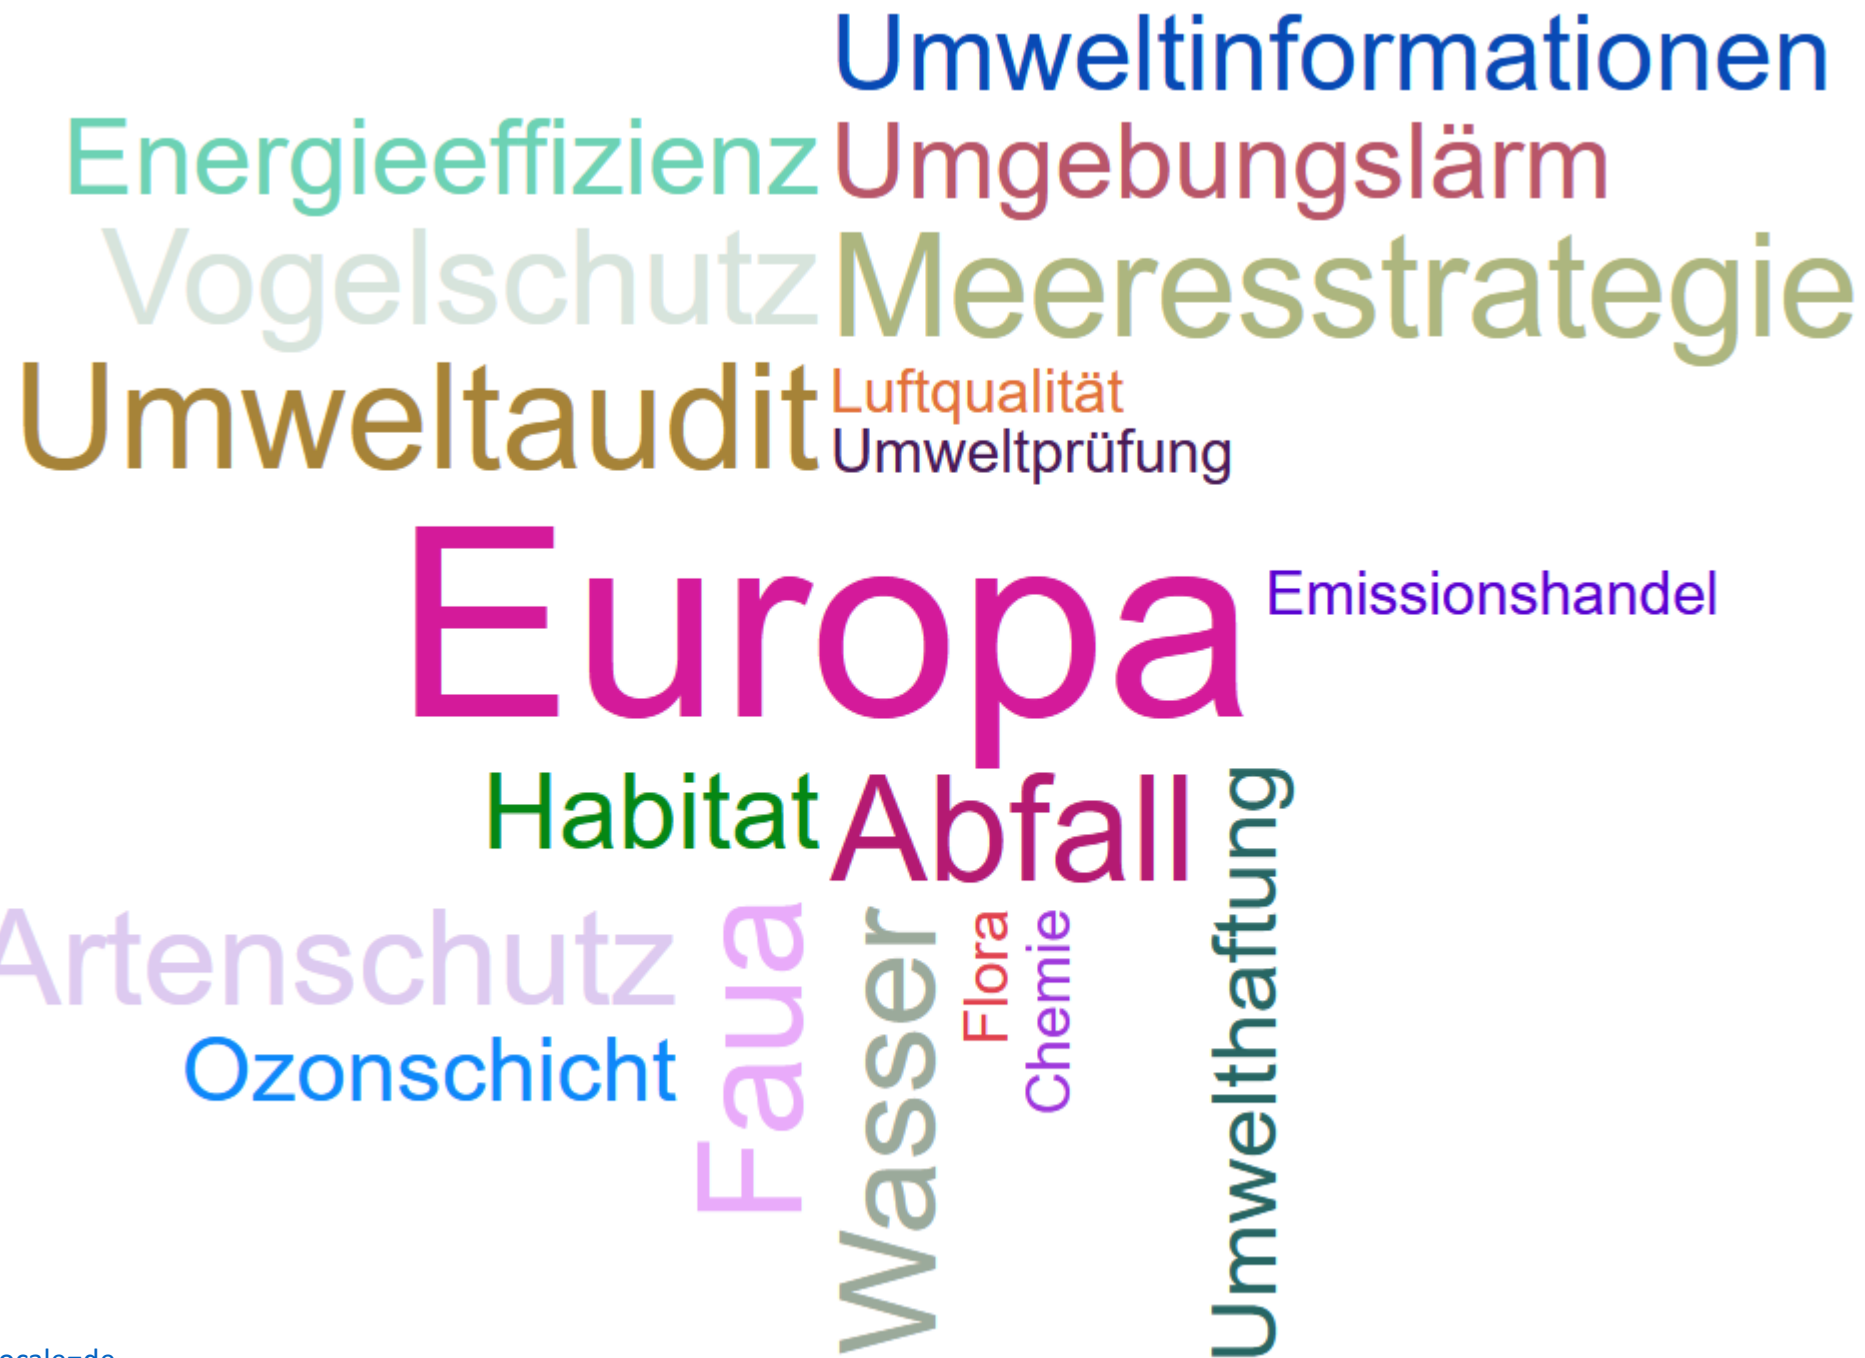 Umweltinformationen
Energieeffizienz
Umgebungslärm
Vogelschutz
Meeresstrategie
Umweltaudit
Luftqualität
Umweltprüfung
Europa
Emissionshandel
Habitat
Abfall
Umwelthaftung
Artenschutz
Faua
Wasser
Flora
Chemie
Ozonschicht